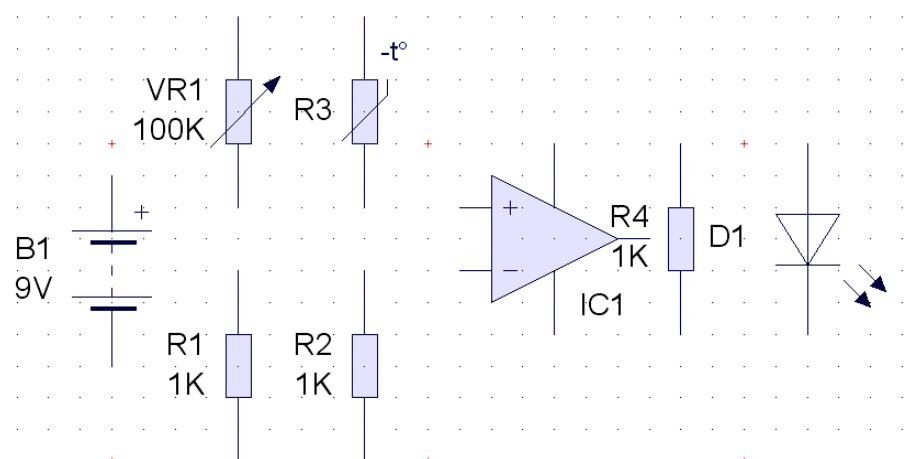 -t°
VR1
100K
R3
B1
9V
+
R1
1K
R2
1K
+
−
IC1
R4
1K
D1